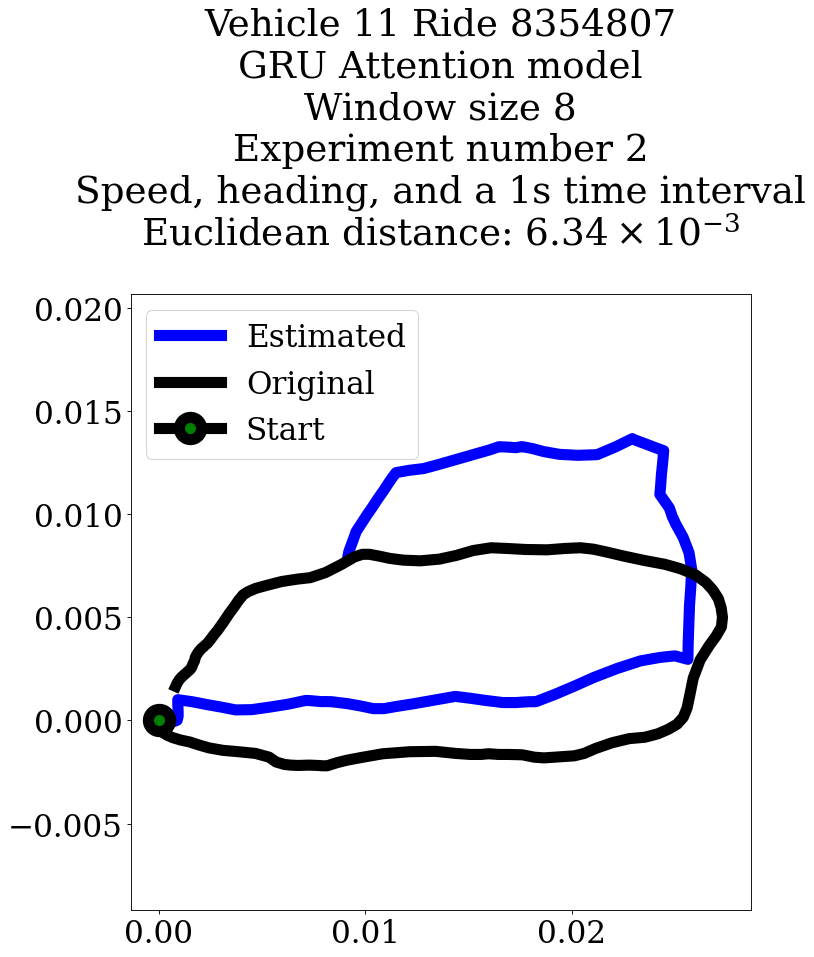 Vehicle 11 Ride 8354807
GRU Attention model
Window size 8
Experiment number 2
Speed, heading, and a 1s time interval
Euclidean distance: 6.34 × 10⁻³
0.020
0.015
0.010
0.005
0.000
−0.005
Estimated
Original
Start
0.00 0.01 0.02